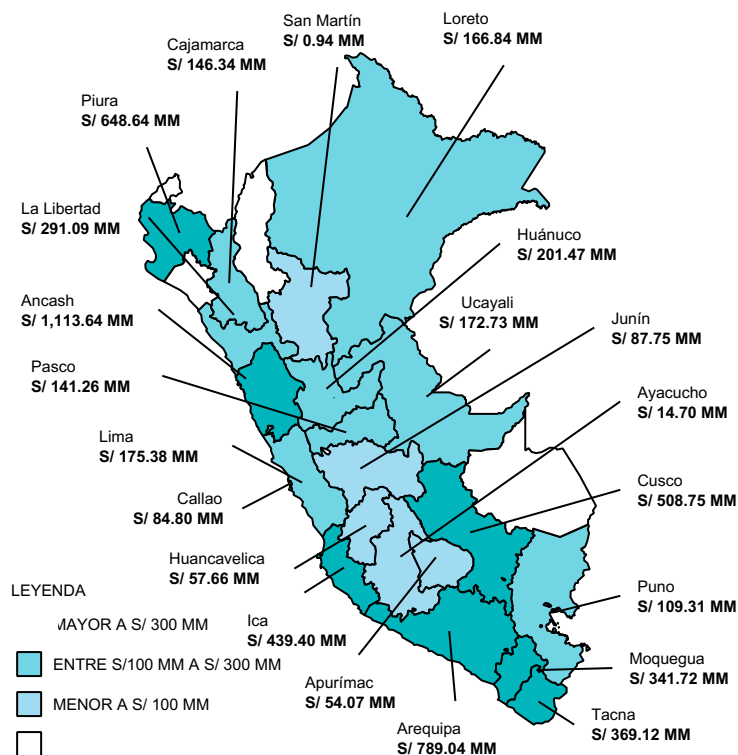 San Martín
S/ 0.94 MM
Loreto
S/ 166.84 MM
Cajamarca
S/ 146.34 MM
Piura
S/ 648.64 MM
La Libertad
S/ 291.09 MM
Huánuco
S/ 201.47 MM
Ancash
S/ 1,113.64 MM
Ucayali
S/ 172.73 MM
Junín
S/ 87.75 MM
Pasco
S/ 141.26 MM
Ayacucho
S/ 14.70 MM
Lima
S/ 175.38 MM
Cusco
S/ 508.75 MM
Callao
S/ 84.80 MM
Huancavelica
S/ 57.66 MM
Puno
S/ 109.31 MM
Ica
S/ 439.40 MM
Moquegua
S/ 341.72 MM
Apurímac
S/ 54.07 MM
Tacna
S/ 369.12 MM
Arequipa
S/ 789.04 MM
LEYENDA
MAYOR A S/ 300 MM
ENTRE S/100 MM A S/ 300 MM
MENOR A S/ 100 MM